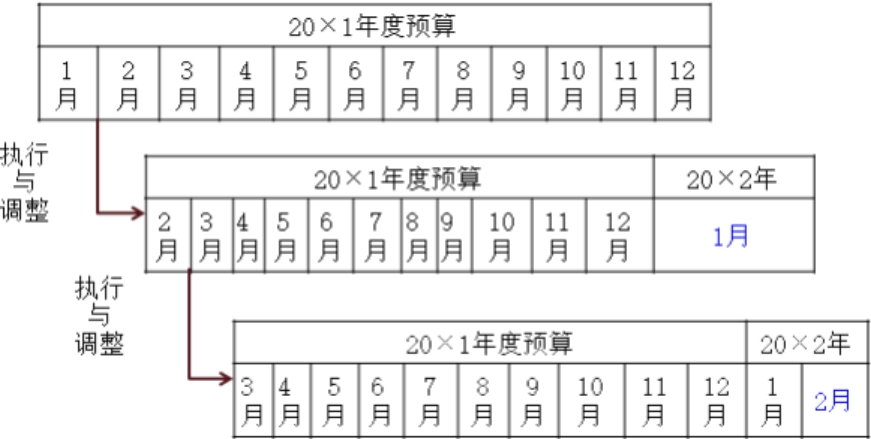 20×1年度预算
1月 2月 3月 4月 5月 6月 7月 8月 9月 10月 11月 12月
执行
与
调整
20×1年度预算 20×2年
2月 3月 4月 5月 6月 7月 8月 9月 10月 11月 12月 1月
执行
与
调整
20×1年度预算 20×2年
3月 4月 5月 6月 7月 8月 9月 10月 11月 12月 1月 2月